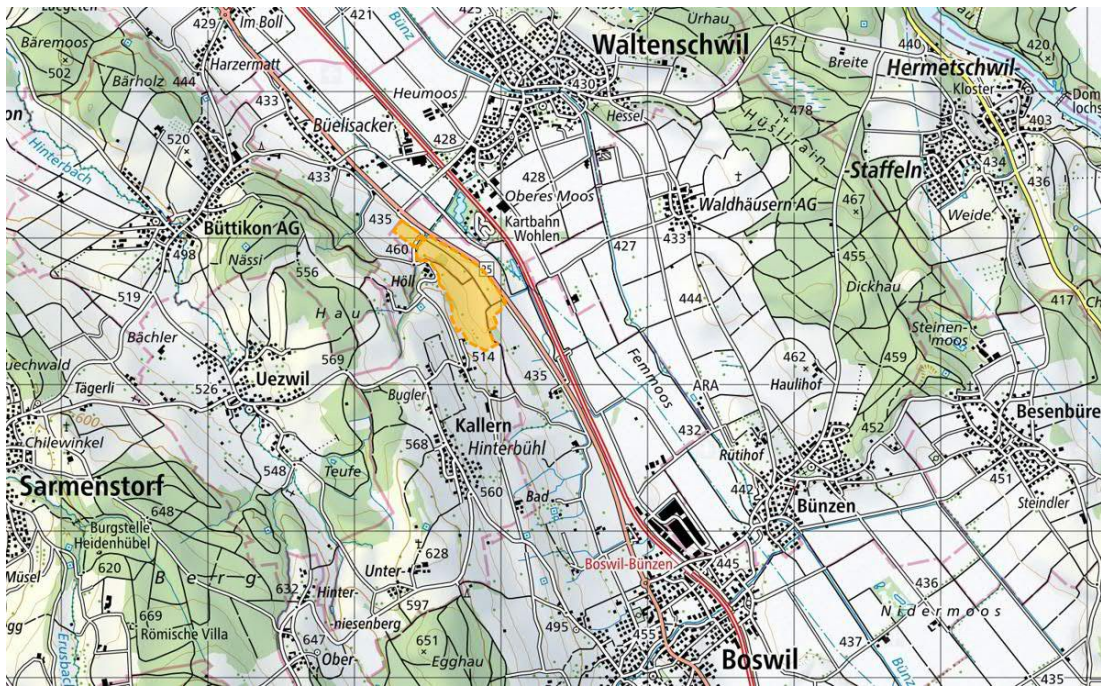 429
Im Boll
421
Bünz
425
Urhau
457
440
420
Bäremoos
502
Bärholz
444
Harzermatt
Waltenschwil
Breite
Hermetschwil
Kloster
Heumoos
430
433
Büelisacker
428
Hessel
478
Hüslirain
403
520
Hinterbach
433
428
Oberes Moos
-Staffeln
434
436
435
Kartbahn
Wohlen
Waldhäusern AG
467
Weide
Büttikon AG
498
Nässi
460
25
427
433
455
556
Höll
Hau
Dickhau
519
444
417
Bächler
514
Steinen-
moos
569
435
Femmoos
462
459
Uezwil
526
Bugler
Haulihof
Tägerli
600
ARA
Kallern
Hinterbühl
432
Besenbüre
Chilewinkel
568
452
548
Teufe
Rütihof
451
Sarmenstorf
560
Bad
442
Bünzen
Steindler
648
Burgstelle
Heidenhübel
628
Boswil-Bünzen
445
Müsel
620
Berg
Unter-
436
632
Hinter-
-niesenberg
597
Nidermoos
669
Römische Villa
495
455
647
Ober-
651
Egghau
437
Boswil
Bünz
435
Erusbach